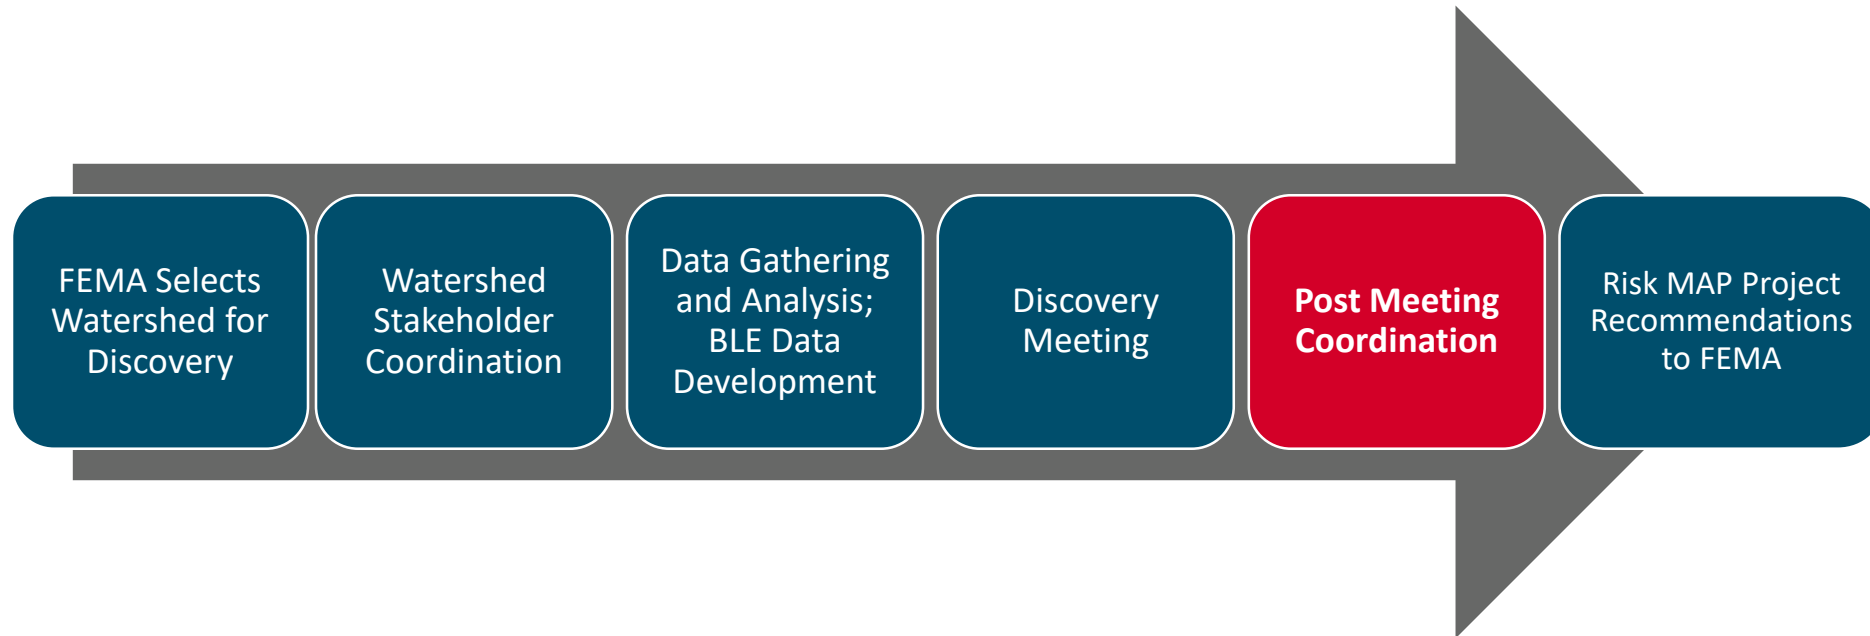 FEMA Selects
Watershed for
Discovery
Watershed
Stakeholder
Coordination
Data Gathering
and Analysis;
BLE Data
Development
Discovery
Meeting
Post Meeting
Coordination
Risk MAP Project
Recommendations
to FEMA